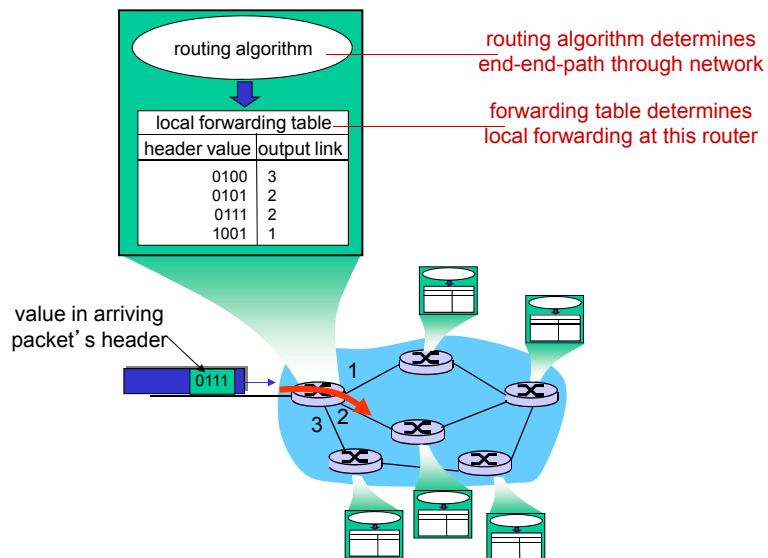 routing algorithm
routing algorithm determines
end-end-path through network
local forwarding table
header value output link
forwarding table determines
local forwarding at this router
0100 3
0101 2
0111 2
1001 1
value in arriving
packet’s header
0111
1
2
3